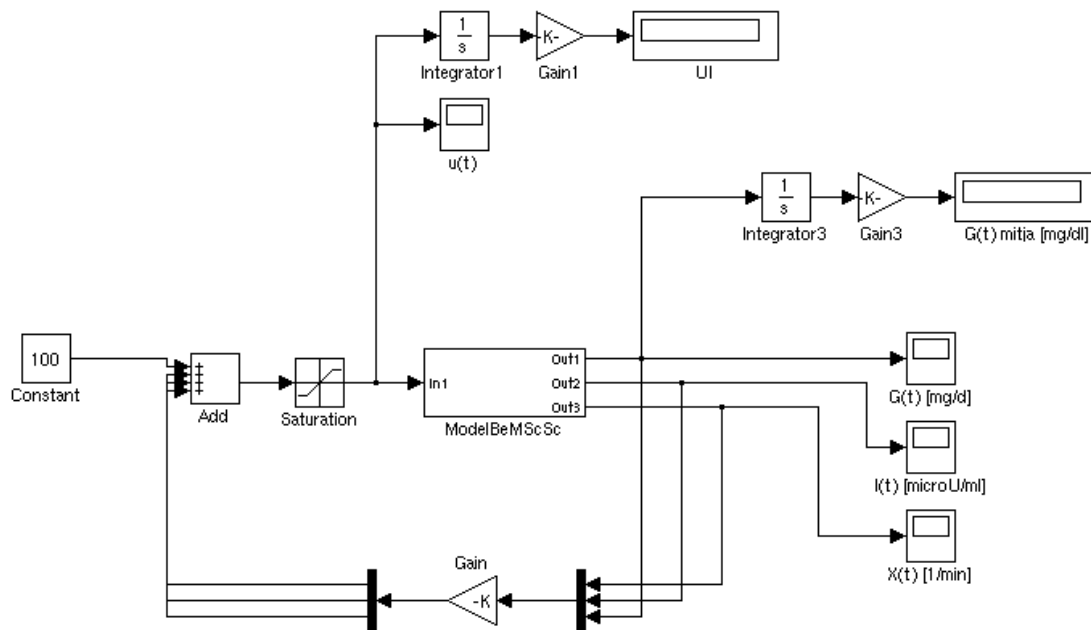 1
s
Integrator1
-K-
Gain1
UI
u(t)
1
s
Integrator3
-K-
Gain3
G(t) mitja [mg/dl]
100
Constant
+
+
+
+
Add
Saturation
In1
Out1
Out2
Out3
ModelBeMScSc
G(t) [mg/d]
I(t) [microU/ml]
X(t) [1/min]
Gain
-K